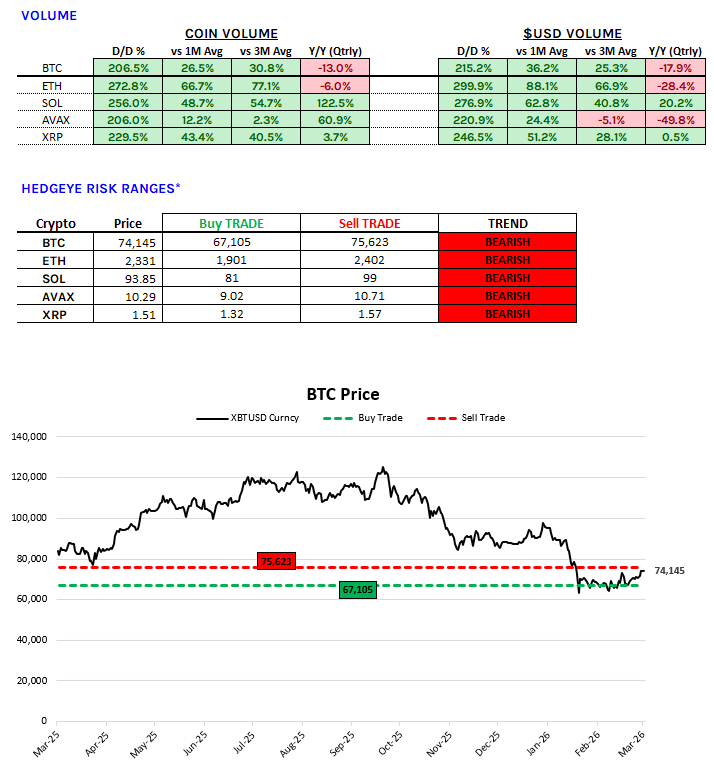 VOLUME
COIN VOLUME $USD VOLUME
D/D % vs 1M Avg vs 3M Avg Y/Y (Qtrly) D/D % vs 1M Avg vs 3M Avg Y/Y (Qtrly)
BTC 206.5% 26.5% 30.8% -13.0% 215.2% 36.2% 25.3% -17.9%
ETH 272.8% 66.7% 77.1% -6.0% 299.9% 88.1% 66.9% -28.4%
SOL 256.0% 48.7% 54.7% 122.5% 276.9% 62.8% 40.8% 20.2%
AVAX 206.0% 12.2% 2.3% 60.9% 220.9% 24.4% -5.1% -49.8%
XRP 229.5% 43.4% 40.5% 3.7% 246.5% 51.2% 28.1% 0.5%
HEDGEYE RISK RANGES*
Crypto Price Buy TRADE Sell TRADE TREND
BTC 74,145 67,105 75,623 BEARISH
ETH 2,331 1,901 2,402 BEARISH
SOL 93.85 81 99 BEARISH
AVAX 10.29 9.02 10.71 BEARISH
XRP 1.51 1.32 1.57 BEARISH
BTC Price
XBTUSD Curncy Buy Trade Sell Trade
140,000
120,000
100,000
80,000
75,623
74,145
67,105
60,000
40,000
20,000
0
Mar-25 Apr-25 May-25 Jun-25 Jul-25 Aug-25 Sep-25 Oct-25 Nov-25 Dec-25 Jan-26 Feb-26 Mar-26